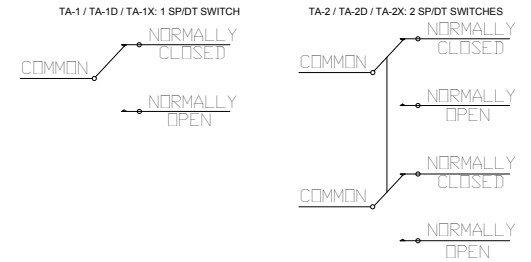 TA-1 / TA-1D / TA-1X: 1 SP/DT SWITCH
NORMALLY
CLOSED
COMMON
NORMALLY
OPEN
TA-2 / TA-2D / TA-2X: 2 SP/DT SWITCHES
NORMALLY
CLOSED
COMMON
NORMALLY
OPEN
NORMALLY
CLOSED
COMMON
NORMALLY
OPEN